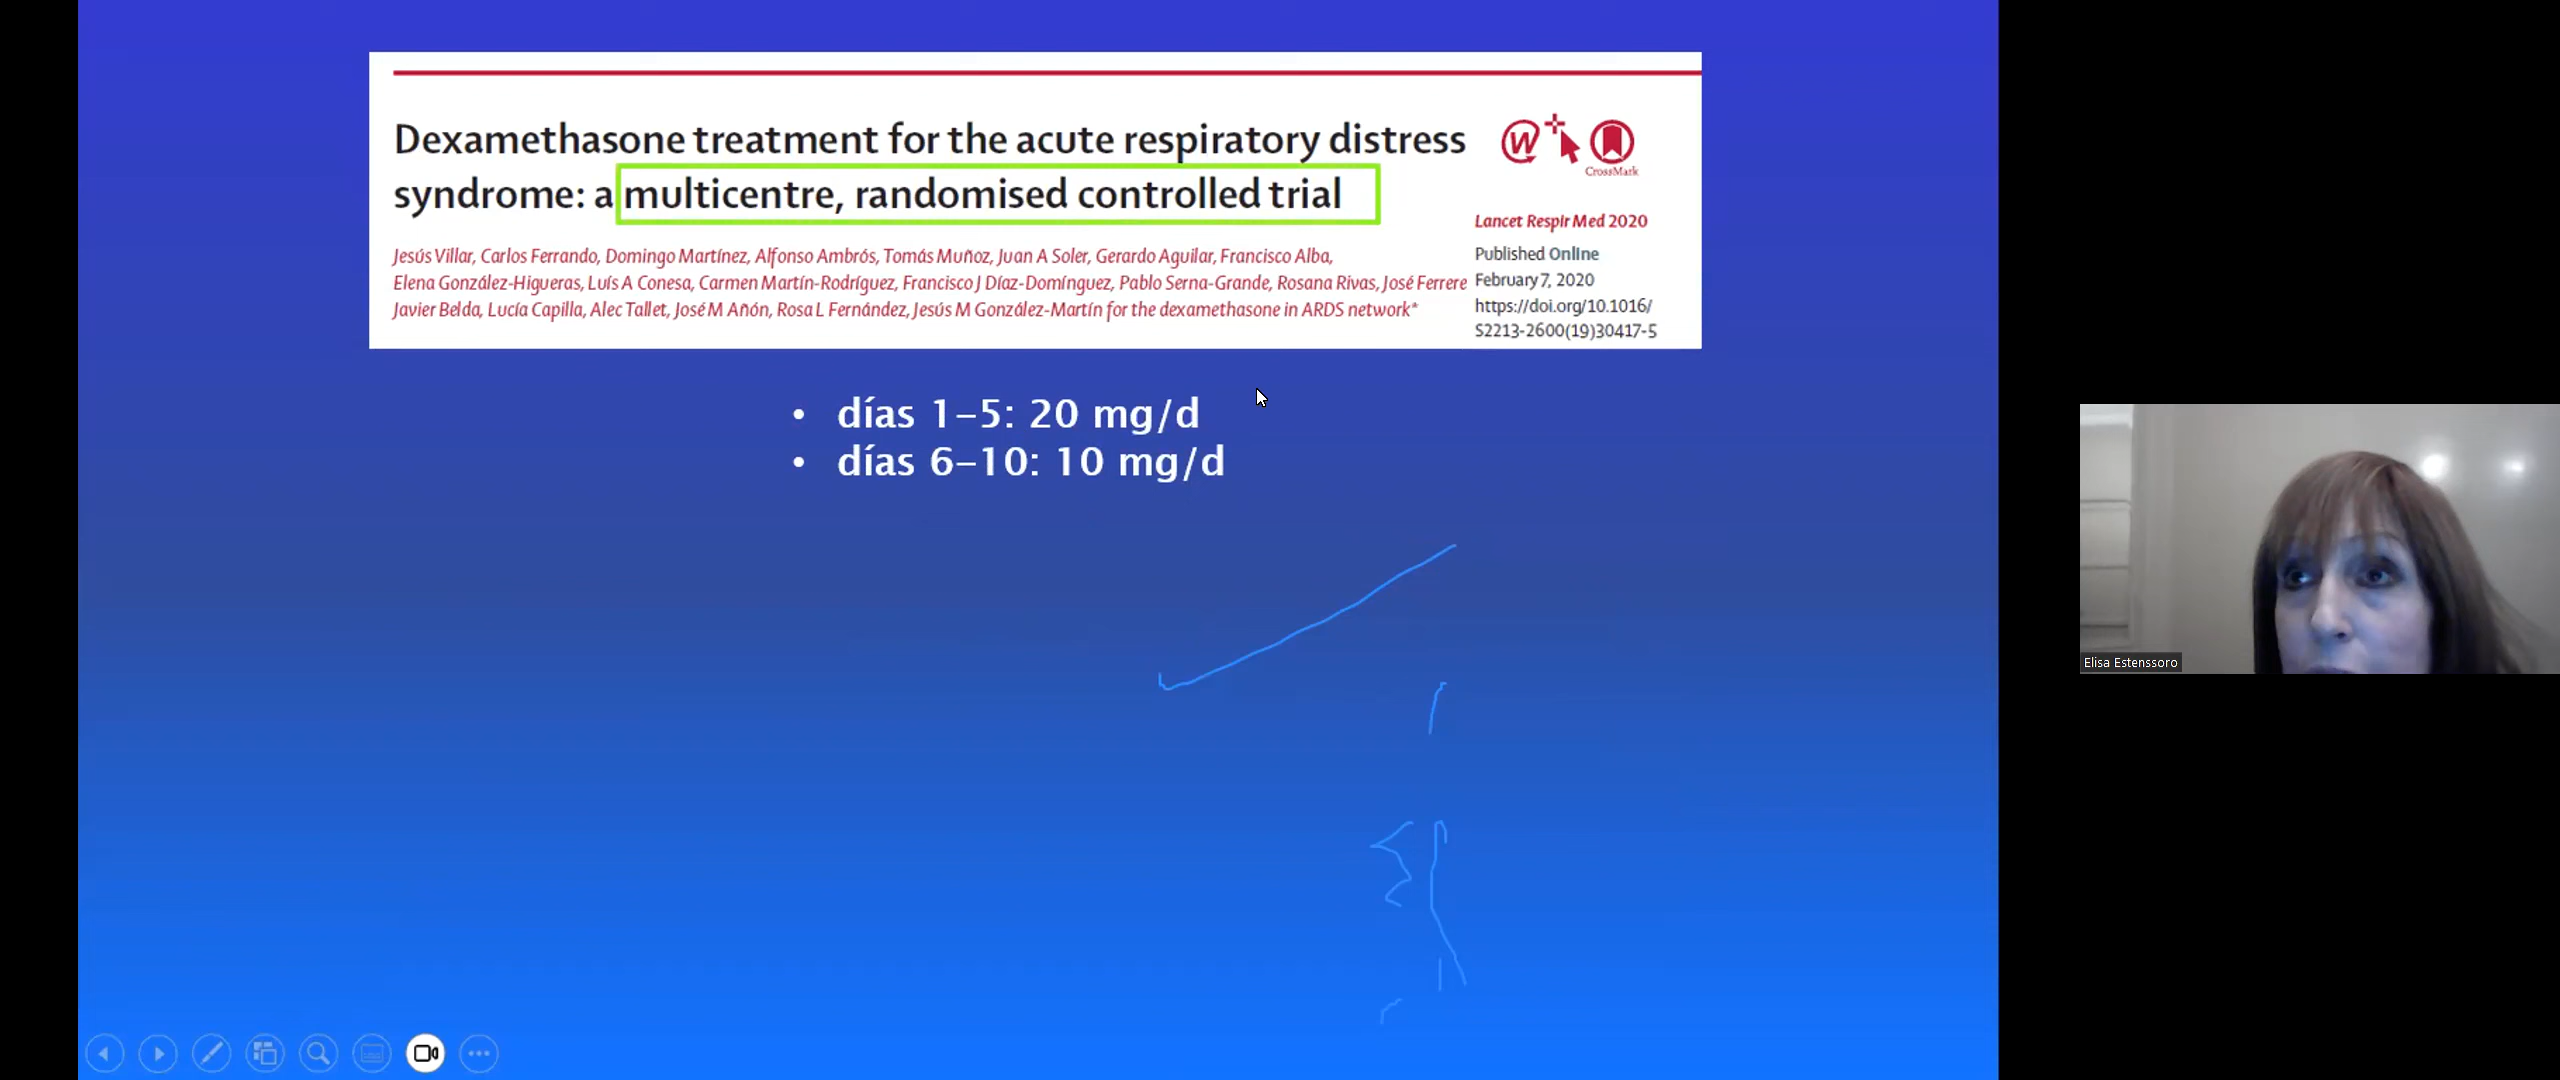 Dexamethasone treatment for the acute respiratory distress
syndrome: a multicentre, randomised controlled trial
CrossMark
Jesús Villar, Carlos Ferrando, Domingo Martínez, Alfonso Ambrós, Tomás Muñoz, Juan A Soler, Gerardo Aguilar, Francisco Alba,
Elena González-Higueras, Luís A Conesa, Carmen Martín-Rodríguez, Francisco J Díaz-Domínguez, Pablo Serna-Grande, Rosana Rivas, José Ferrere
Javier Belda, Lucía Capilla, Alec Tallet, José M Añón, Rosa L Fernández, Jesús M González-Martín for the dexamethasone in ARDS network*
Lancet Respir Med 2020
Published Online
February 7, 2020
https://doi.org/10.1016/
S2213-2600(19)30417-5
• días 1–5: 20 mg/d
• días 6–10: 10 mg/d
Elisa Estenssoro